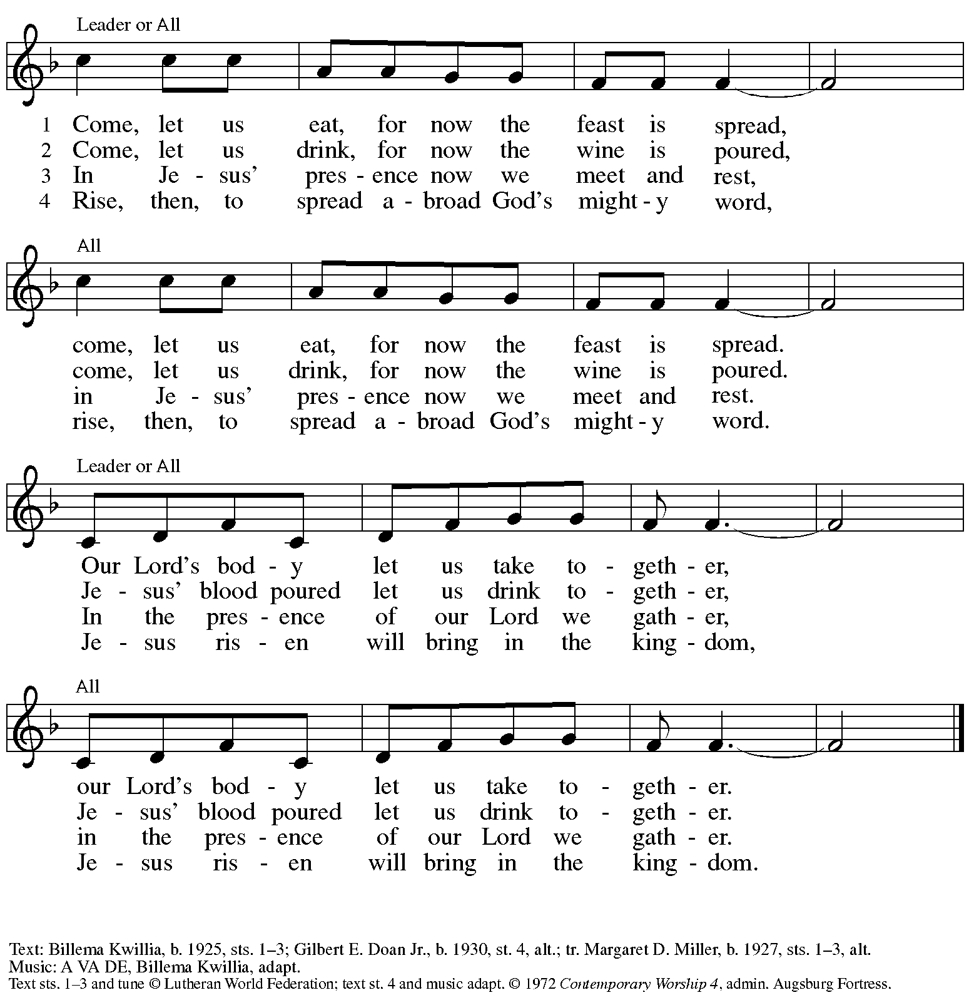 Leader or All
1 Come, let us eat, for now the feast is spread,
2 Come, let us drink, for now the wine is poured,
3 In Je - sus’ pres - ence now we meet and rest,
4 Rise, then, to spread a - broad God’s might - y word,
All
come, let us eat, for now the feast is spread.
come, let us drink, for now the wine is poured.
in Je - sus’ pres - ence now we meet and rest.
rise, then, to spread a - broad God’s might - y word.
Leader or All
Our Lord’s bod - y let us take to - geth - er,
Je - sus’ blood poured let us drink to - geth - er,
In the pres - ence of our Lord we gath - er,
Je - sus ris - en will bring in the king - dom,
All
our Lord’s bod - y let us take to - geth - er.
Je - sus’ blood poured let us drink to - geth - er.
in the pres - ence of our Lord we gath - er.
Je - sus ris - en will bring in the king - dom.
Text: Billema Kwillia, b. 1925, sts. 1–3; Gilbert E. Doan Jr., b. 1930, st. 4, alt.; tr. Margaret D. Miller, b. 1927, sts. 1–3, alt.
Music: A VA DE, Billema Kwillia, adapt.
Text sts. 1–3 and tune © Lutheran World Federation; text st. 4 and music adapt. © 1972 Contemporary Worship 4, admin. Augsburg Fortress.